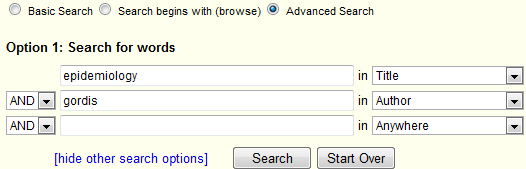 Basic Search Search begins with (browse) Advanced Search
Option 1: Search for words
epidemiology in Title
AND gordis in Author
AND in Anywhere
[hide other search options] Search Start Over